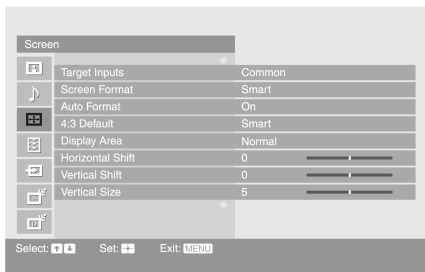 Screen
Target Inputs Common
Screen Format Smart
Auto Format On
4:3 Default Smart
Display Area Normal
Horizontal Shift 0
Vertical Shift 0
Vertical Size 5
Select: Set: Exit: MENU